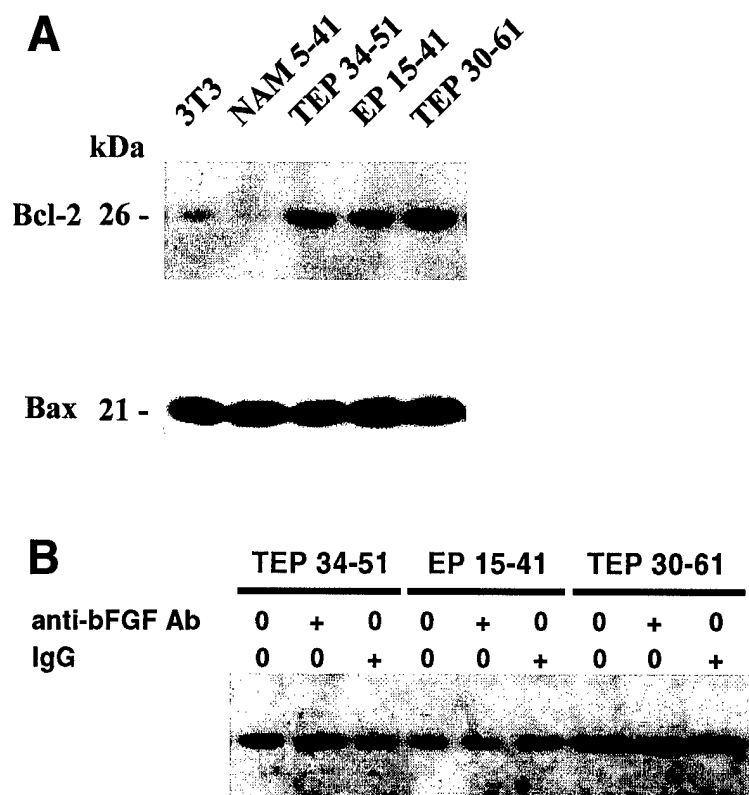 A
3T3 NAM 5-41 TEP 34-51 EP 15-41 TEP 30-61
kDa
Bcl-2 26 -
Bax 21 -
B
TEP 34-51 EP 15-41 TEP 30-61
anti-bFGF Ab 0 + 0 0 + 0 0 + 0
IgG 0 0 + 0 0 + 0 0 +